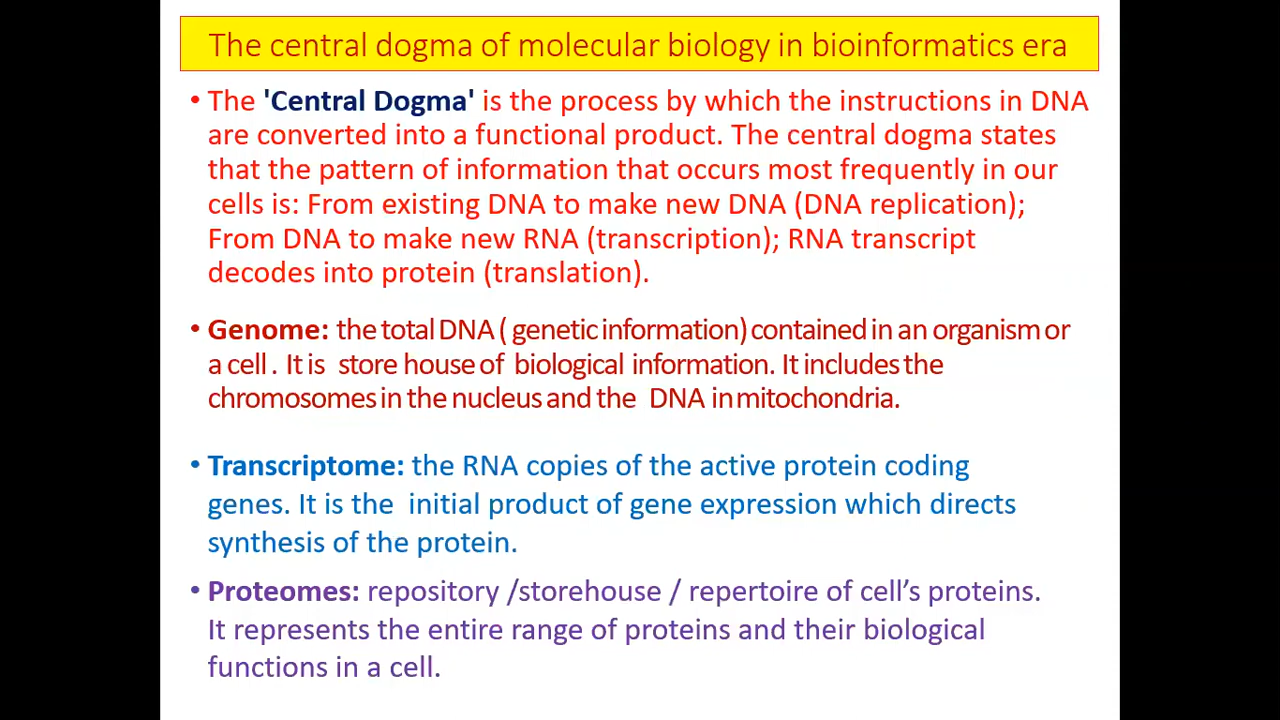 The central dogma of molecular biology in bioinformatics era
• The 'Central Dogma' is the process by which the instructions in DNA
are converted into a functional product. The central dogma states
that the pattern of information that occurs most frequently in our
cells is: From existing DNA to make new DNA (DNA replication);
From DNA to make new RNA (transcription); RNA transcript
decodes into protein (translation).
• Genome: the total DNA ( genetic information) contained in an organism or
a cell . It is store house of biological information. It includes the
chromosomes in the nucleus and the DNA in mitochondria.
• Transcriptome: the RNA copies of the active protein coding
genes. It is the initial product of gene expression which directs
synthesis of the protein.
• Proteomes: repository /storehouse / repertoire of cell’s proteins.
It represents the entire range of proteins and their biological
functions in a cell.